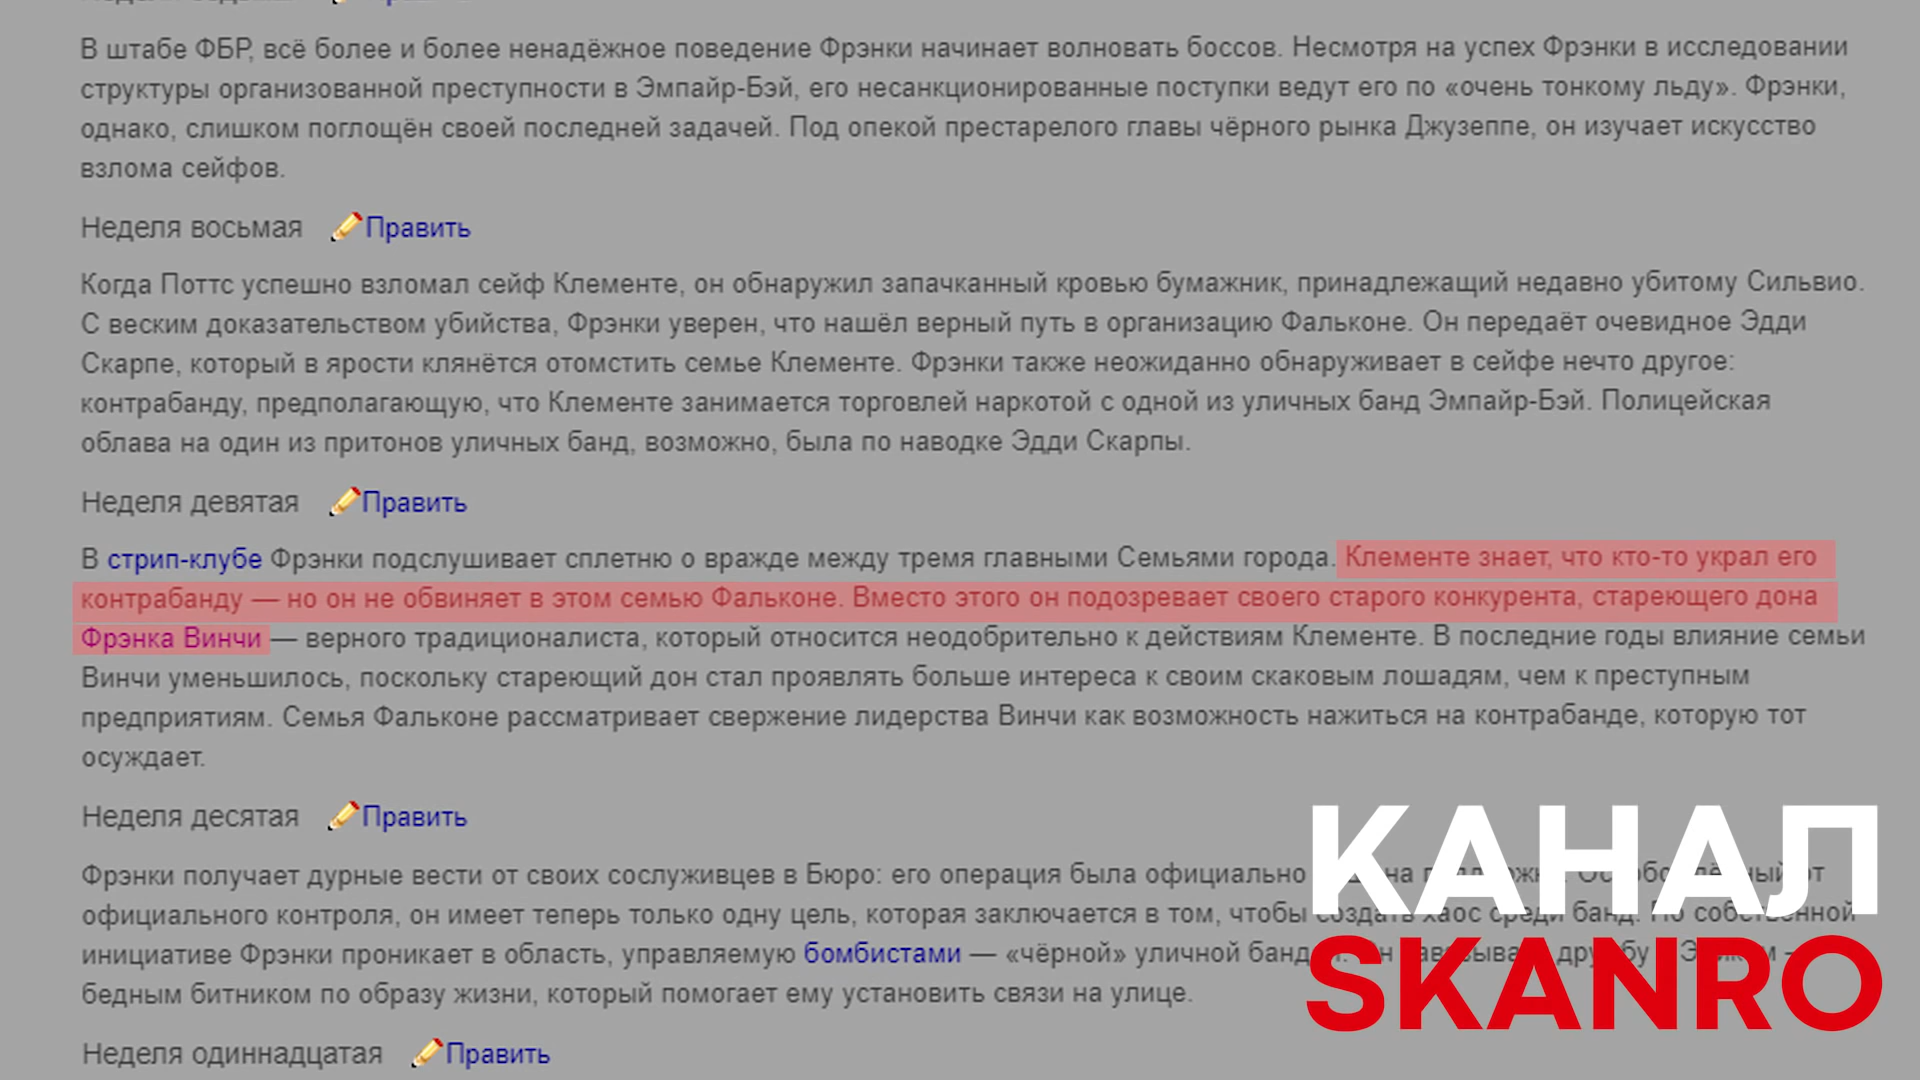 В штабе ФБР, всё более и более ненадёжное поведение Фрэнки начинает волновать боссов. Несмотря на успех Фрэнки в исследовании
структуры организованной преступности в Эмпайр-Бэй, его несанкционированные поступки ведут его по «очень тонкому льду». Фрэнки,
однако, слишком поглощён своей последней задачей. Под опекой престарелого главы чёрного рынка Джузеппе, он изучает искусство
взлома сейфов.
Неделя восьмая Править
Когда Поттс успешно взломал сейф Клементе, он обнаружил запачканный кровью бумажник, принадлежащий недавно убитому Сильвио.
С веским доказательством убийства, Фрэнки уверен, что нашёл верный путь в организацию Фальконе. Он передаёт очевидное Эдди
Скарпе, который в ярости клянётся отомстить семье Клементе. Фрэнки также неожиданно обнаруживает в сейфе нечто другое:
контрабанду, предполагающую, что Клементе занимается торговлей наркотой с одной из уличных банд Эмпайр-Бэй. Полицейская
облава на один из притонов уличных банд, возможно, была по наводке Эдди Скарпы.
Неделя девятая Править
В стрип-клубе Фрэнки подслушивает сплетню о вражде между тремя главными Семьями города. Клементе знает, что кто-то украл его
контрабанду — но он не обвиняет в этом семью Фальконе. Вместо этого он подозревает своего старого конкурента, стареющего дона
Фрэнка Винчи — верного традиционалиста, который относится неодобрительно к действиям Клементе. В последние годы влияние семьи
Винчи уменьшилось, поскольку стареющий дон стал проявлять больше интереса к своим скаковым лошадям, чем к преступным
предприятиям. Семья Фальконе рассматривает свержение лидерства Винчи как возможность нажиться на контрабанде, которую тот
осуждает.
Неделя десятая Править
Фрэнки получает дурные вести от своих сослуживцев в Бюро: его операция была официально от
официального контроля, он имеет теперь только одну цель, которая заключается в том, чтобы создать хаос среди банд. По собственной
инициативе Фрэнки проникает в область, управляемую бомбистами — «чёрной» уличной
бедным битником по образу жизни, который помогает ему установить связи на улице.
Неделя одиннадцатая Править
КАНАЛ
SKANRO